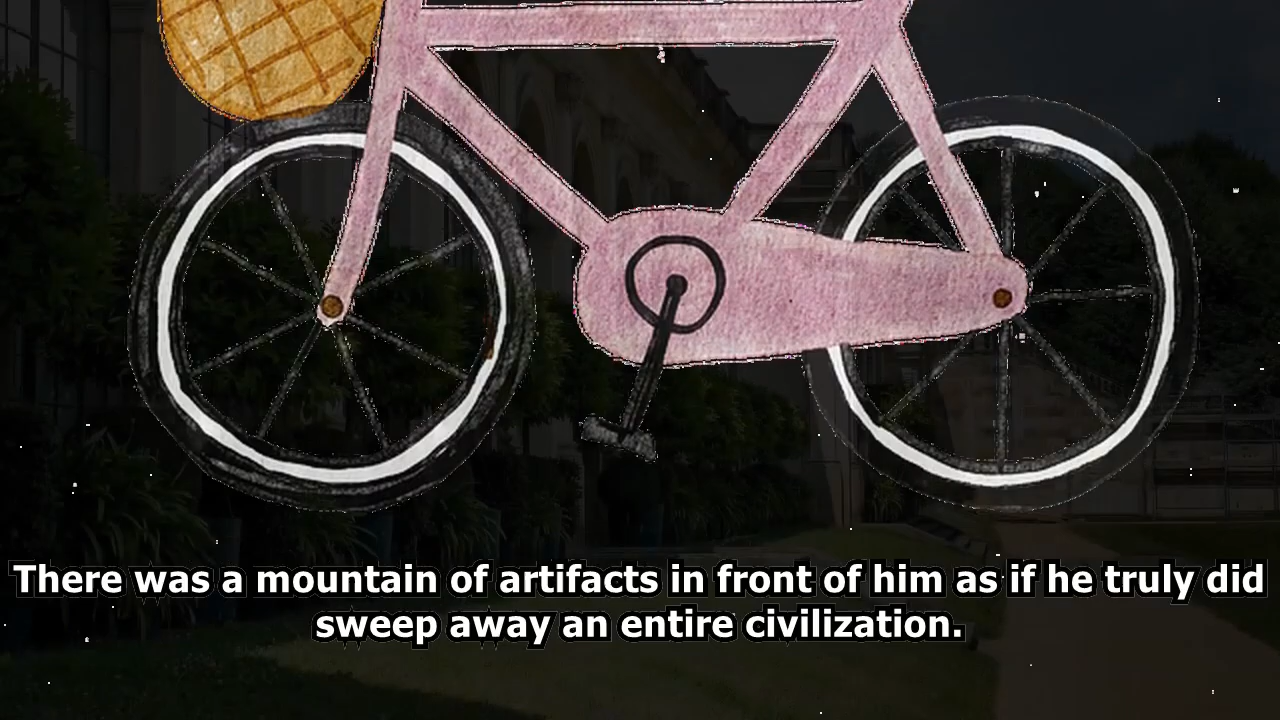 There was a mountain of artifacts in front of him as if he truly did
sweep away an entire civilization.